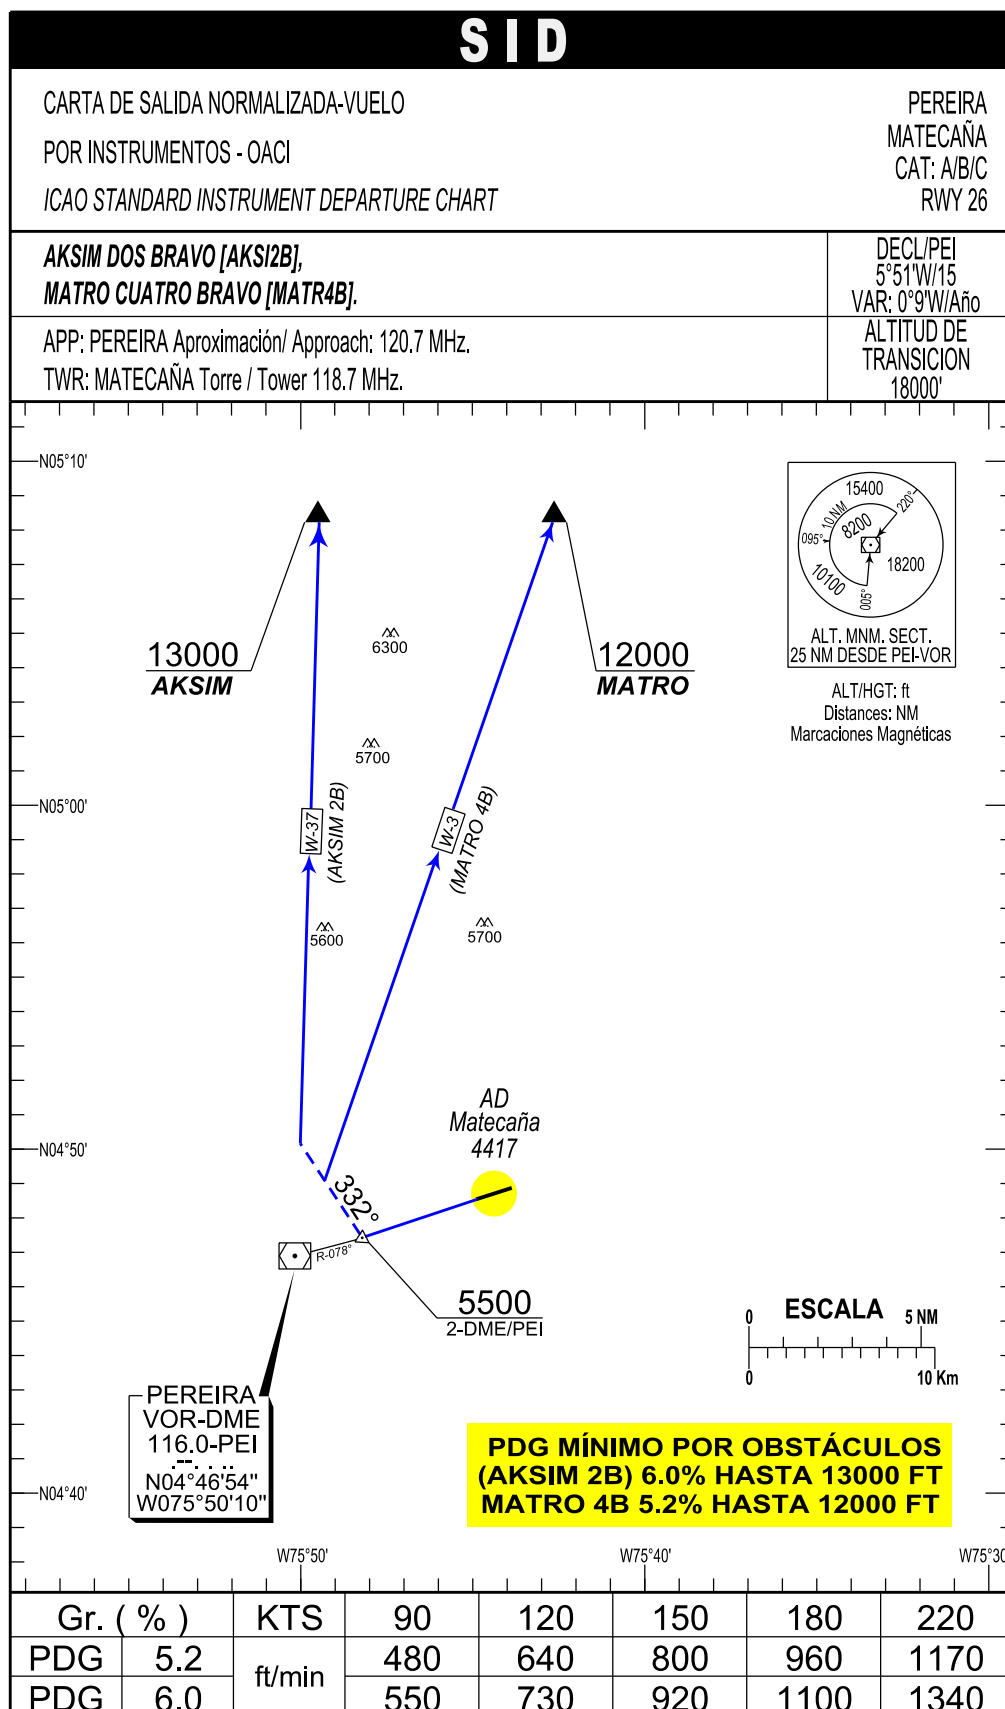 SID
CARTA DE SALIDA NORMALIZADA-VUELO
POR INSTRUMENTOS - OACI
ICAO STANDARD INSTRUMENT DEPARTURE CHART
PEREIRA
MATECAÑA
CAT: A/B/C
RWY 26
AKSIM DOS BRAVO [AKSI2B],
MATRO CUATRO BRAVO [MATR4B].
DECL/PEI
5°51'W/15
VAR: 0°9'W/Año
APP: PEREIRA Aproximación/ Approach: 120.7 MHz.
TWR: MATECAÑA Torre / Tower 118.7 MHz.
ALTITUD DE
TRANSICION
18000'
N05°10'
15400
10 NM
8200
220°
095°
18200
10100
005°
ALT. MNM. SECT.
25 NM DESDE PEI-VOR
ALT/HGT: ft
Distances: NM
Marcaciones Magnéticas
13000
AKSIM
6300
12000
MATRO
5700
N05°00'
W-37
(AKSIM 2B)
W-3
(MATRO 4B)
5600
5700
AD
Matecaña
4417
N04°50'
332°
R-078°
5500
2-DME/PEI
0 ESCALA 5 NM
0 10 Km
PEREIRA
VOR-DME
116.0-PEI
N04°46'54"
W075°50'10"
N04°40'
PDG MÍNIMO POR OBSTÁCULOS
(AKSIM 2B) 6.0% HASTA 13000 FT
MATRO 4B 5.2% HASTA 12000 FT
W75°50' W75°40' W75°30
Gr. ( % ) KTS 90 120 150 180 220
PDG 5.2 ft/min 480 640 800 960 1170
PDG 6.0 550 730 920 1100 1340